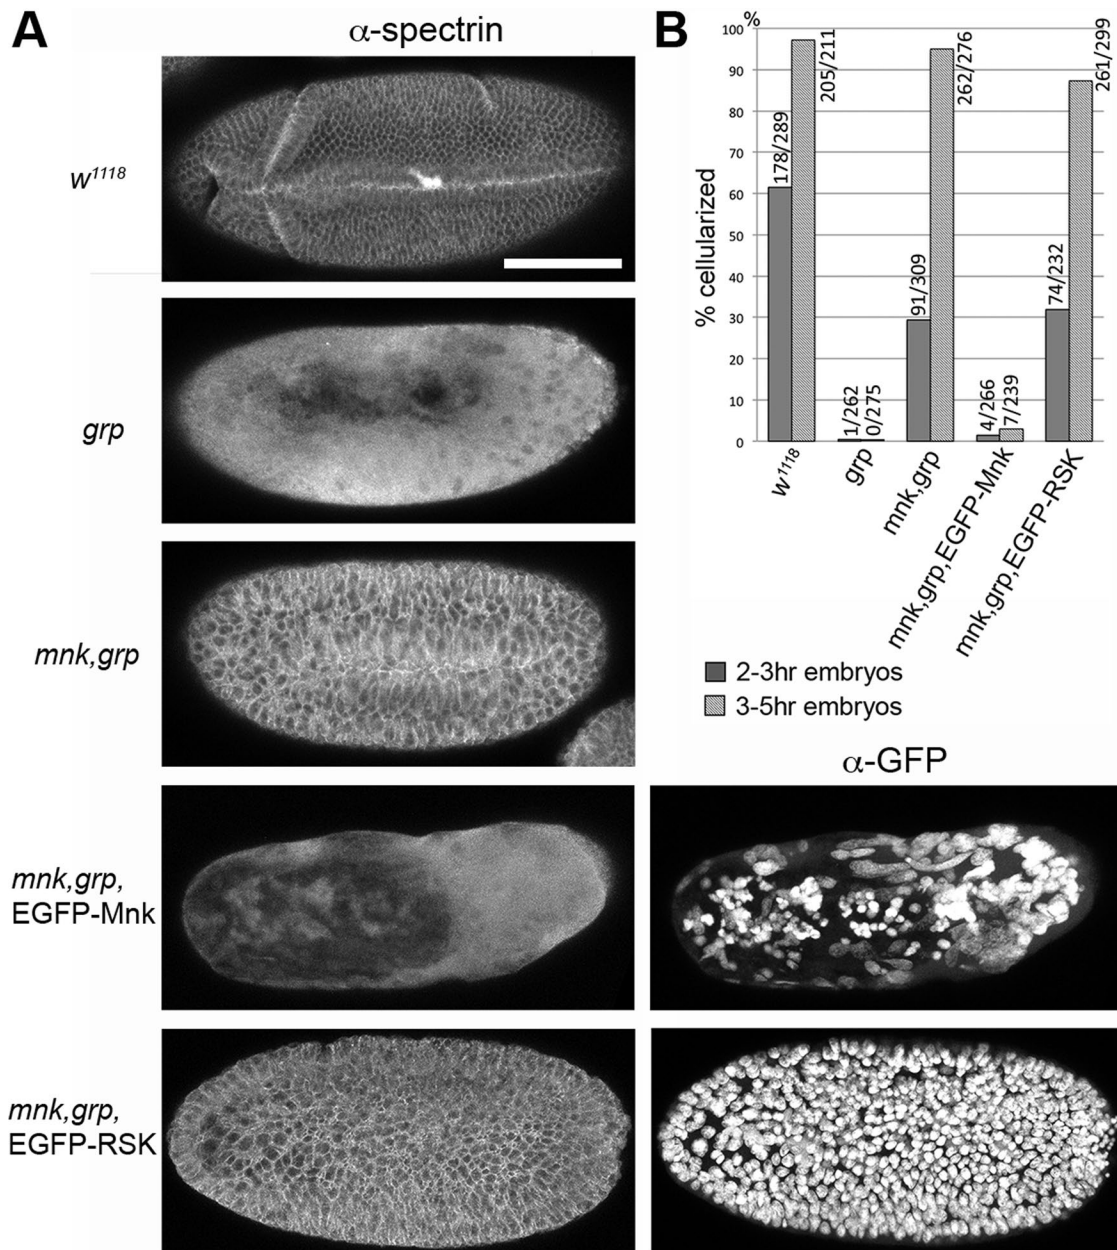 A
α-spectrin
w1118
grp
mnk,grp
mnk,grp,
EGFP-Mnk
mnk,grp,
EGFP-RSK
B
%
% cellularized
100
90
80
70
60
50
40
30
20
10
0
178/289
205/211
1/262
0/275
91/309
262/276
4/266
7/239
74/232
261/299
w1118
grp
mnk,grp
mnk,grp,EGFP-Mnk
mnk,grp,EGFP-RSK
2-3hr embryos
3-5hr embryos
α-GFP